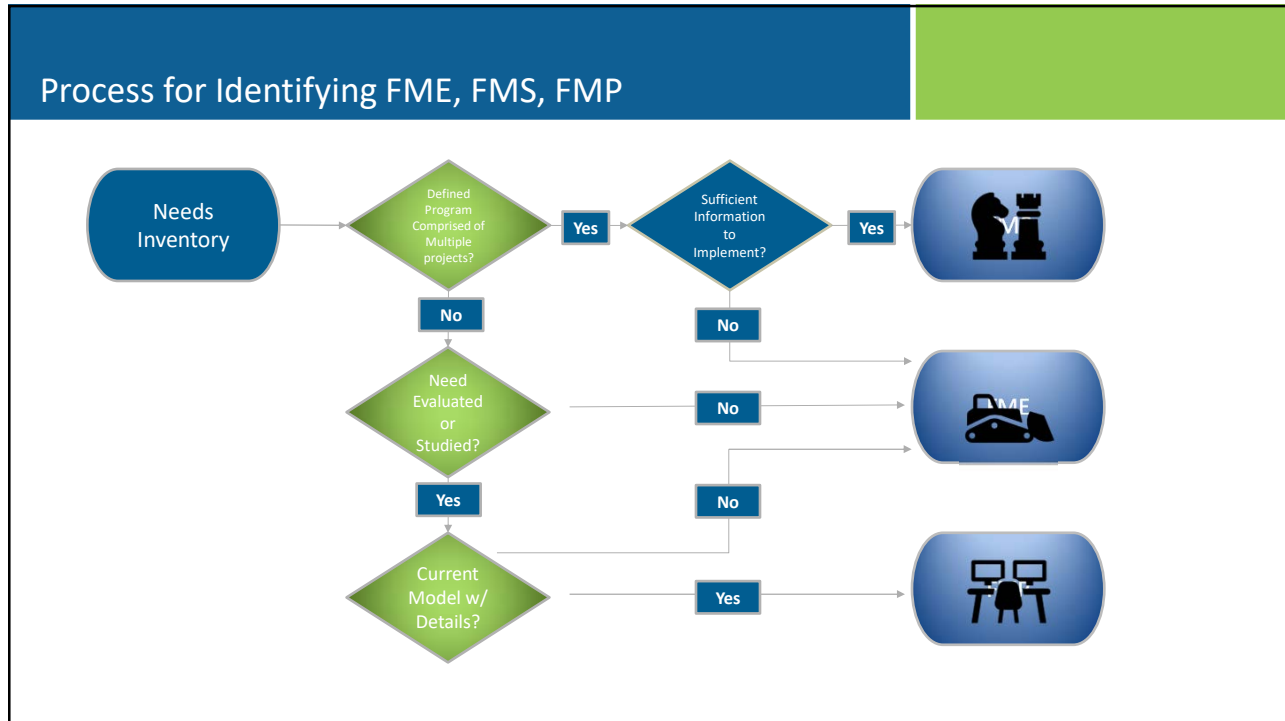 Process for Identifying FME, FMS, FMP
Needs
Inventory
Defined
Program
Comprised of
Multiple
projects?
Yes
Sufficient
Information
to
Implement?
Yes
No
No
Need
Evaluated
or
Studied?
No
FME
Yes
No
Current
Model w/
Details?
Yes